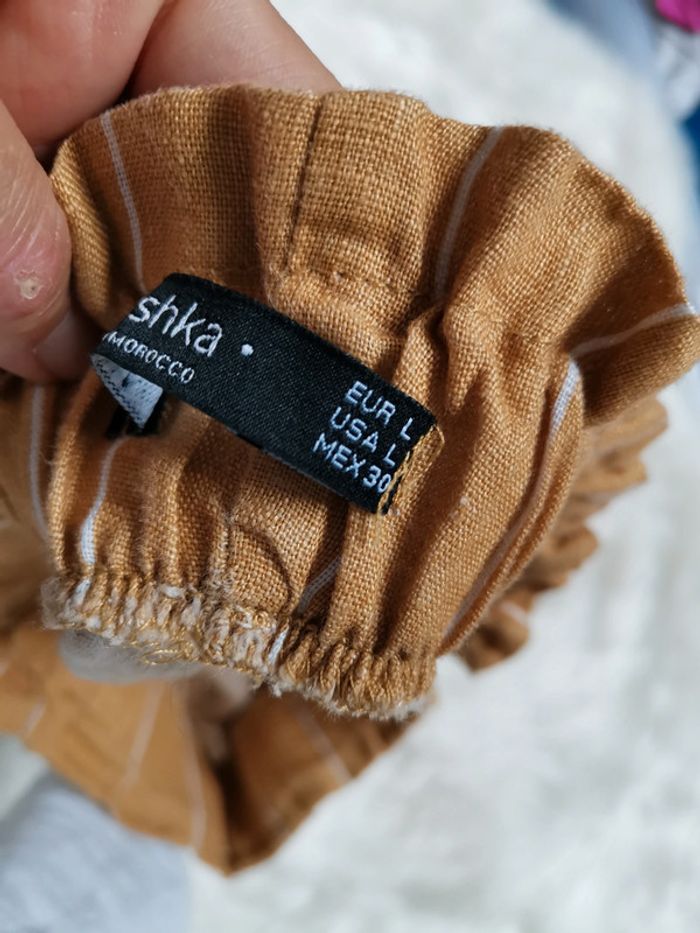 shka
MOROCCO
EUR L
USA L
MEX 30